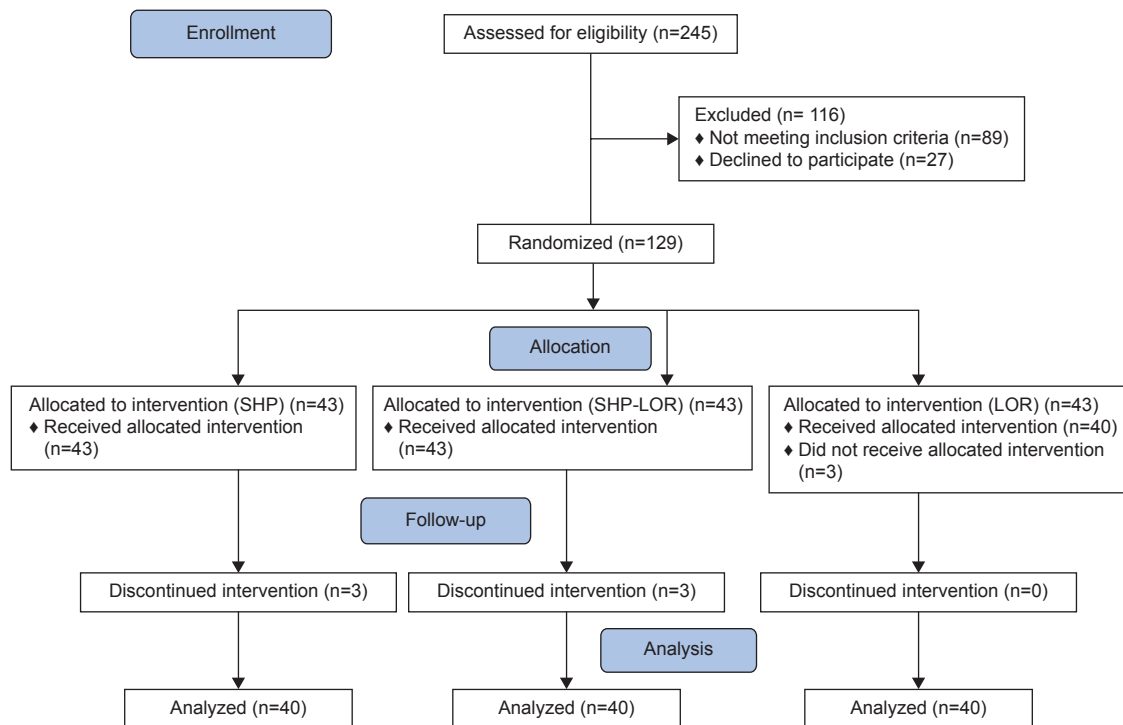 Enrollment
Assessed for eligibility (n=245)
Excluded (n= 116)
♦ Not meeting inclusion criteria (n=89)
♦ Declined to participate (n=27)
Randomized (n=129)
Allocation
Allocated to intervention (SHP) (n=43)
♦ Received allocated intervention
(n=43)
Allocated to intervention (SHP-LOR) (n=43)
♦ Received allocated intervention
(n=43)
Allocated to intervention (LOR) (n=43)
♦ Received allocated intervention (n=40)
♦ Did not receive allocated intervention
(n=3)
Follow-up
Discontinued intervention (n=3)
Discontinued intervention (n=3)
Discontinued intervention (n=0)
Analysis
Analyzed (n=40)
Analyzed (n=40)
Analyzed (n=40)